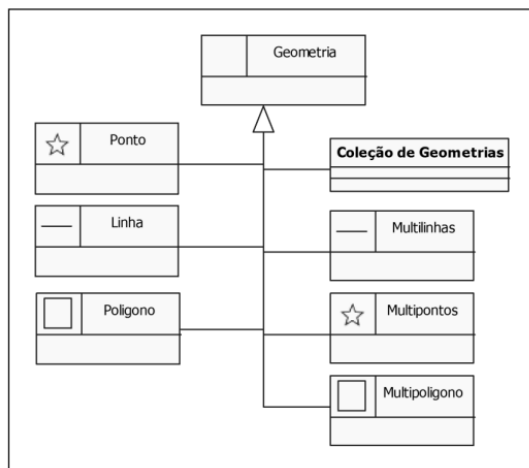 Geometria
Ponto
Coleção de Geometrias
Linha
Multilinhas
Poligono
Multipontos
Multipoligono